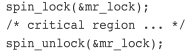 spin_lock(&mr_lock);
/* critical region ... */
spin_unlock(&mr_lock);